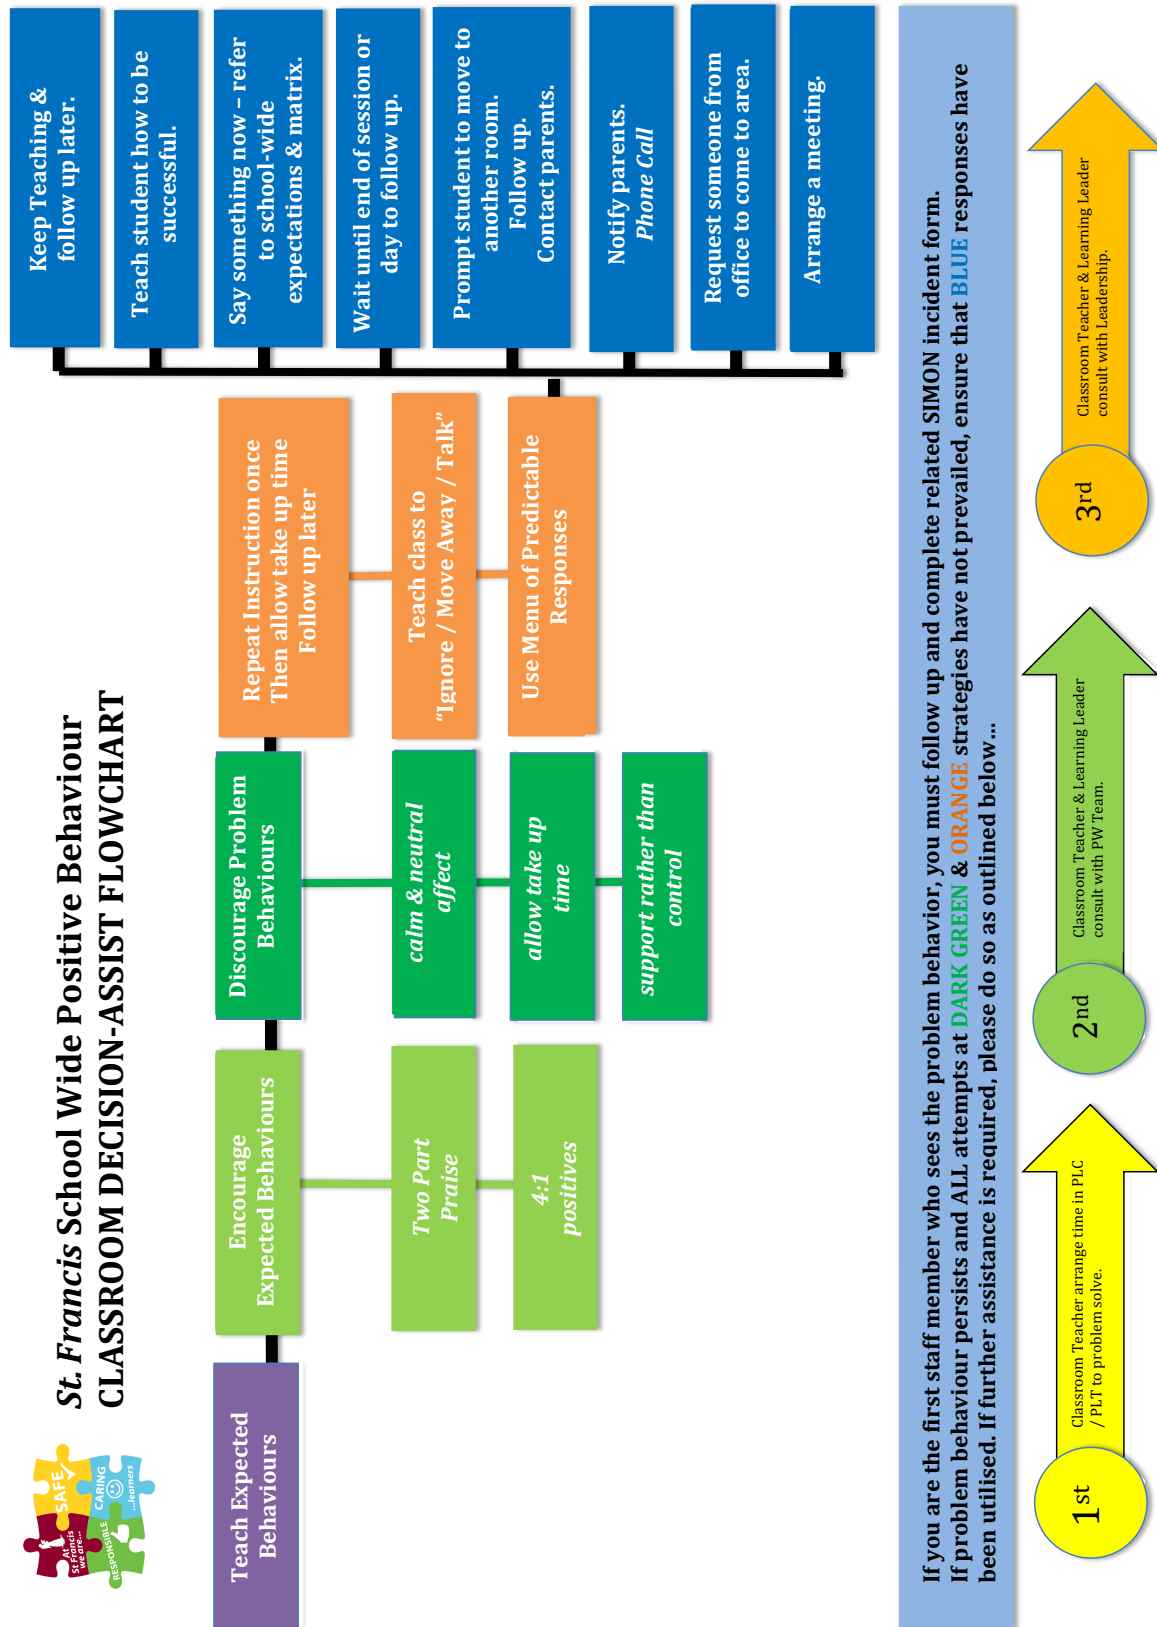 At
St Francis
we are...
SAFE
RESPONSIBLE
CARING
...learners
St. Francis School Wide Positive Behaviour
CLASSROOM DECISION-ASSIST FLOWCHART
Teach Expected
Behaviours
Encourage
Expected Behaviours
Two Part
Praise
4:1
positives
Discourage Problem
Behaviours
calm & neutral
affect
allow take up
time
support rather than
control
Repeat Instruction once
Then allow take up time
Follow up later
Teach class to
“Ignore / Move Away / Talk”
Use Menu of Predictable
Responses
Keep Teaching &
follow up later.
Teach student how to be
successful.
Say something now – refer
to school-wide
expectations & matrix.
Wait until end of session or
day to follow up.
Prompt student to move to
another room.
Follow up.
Contact parents.
Notify parents.
Phone Call
Request someone from
office to come to area.
Arrange a meeting.
If you are the first staff member who sees the problem behavior, you must follow up and complete related SIMON incident form.
If problem behaviour persists and ALL attempts at DARK GREEN & ORANGE strategies have not prevailed, ensure that BLUE responses have
been utilised. If further assistance is required, please do so as outlined below...
1st
Classroom Teacher arrange time in PLC
/ PLT to problem solve.
2nd
Classroom Teacher & Learning Leader
consult with PW Team.
3rd
Classroom Teacher & Learning Leader
consult with Leadership.